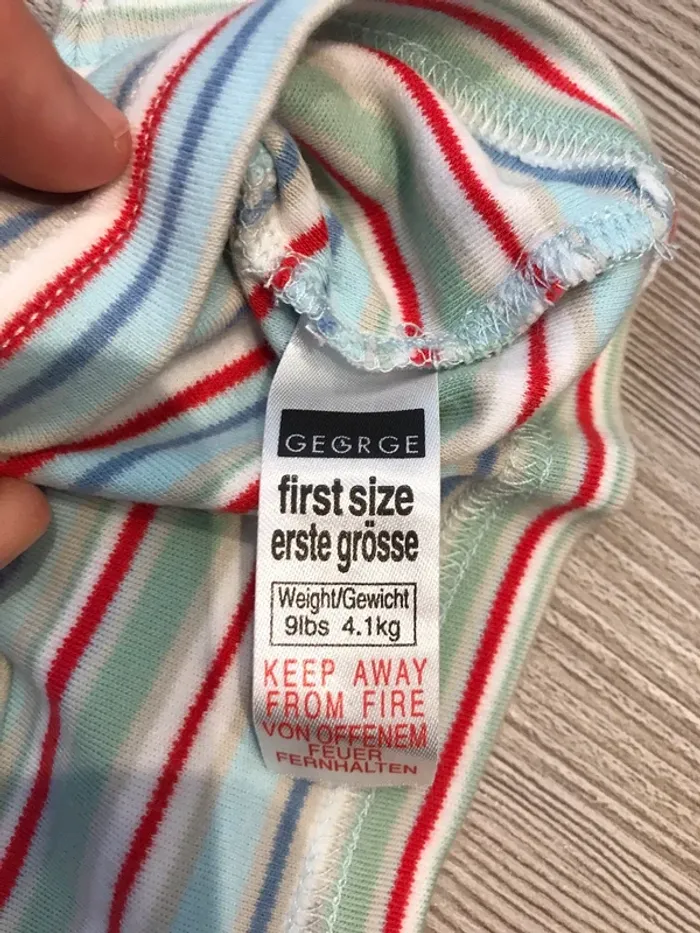 GEORGE
first size
erste grösse
Weight/Gewicht
9lbs 4.1kg
KEEP AWAY
FROM FIRE
VON OFFENEM
FEUER
FERNHALTEN